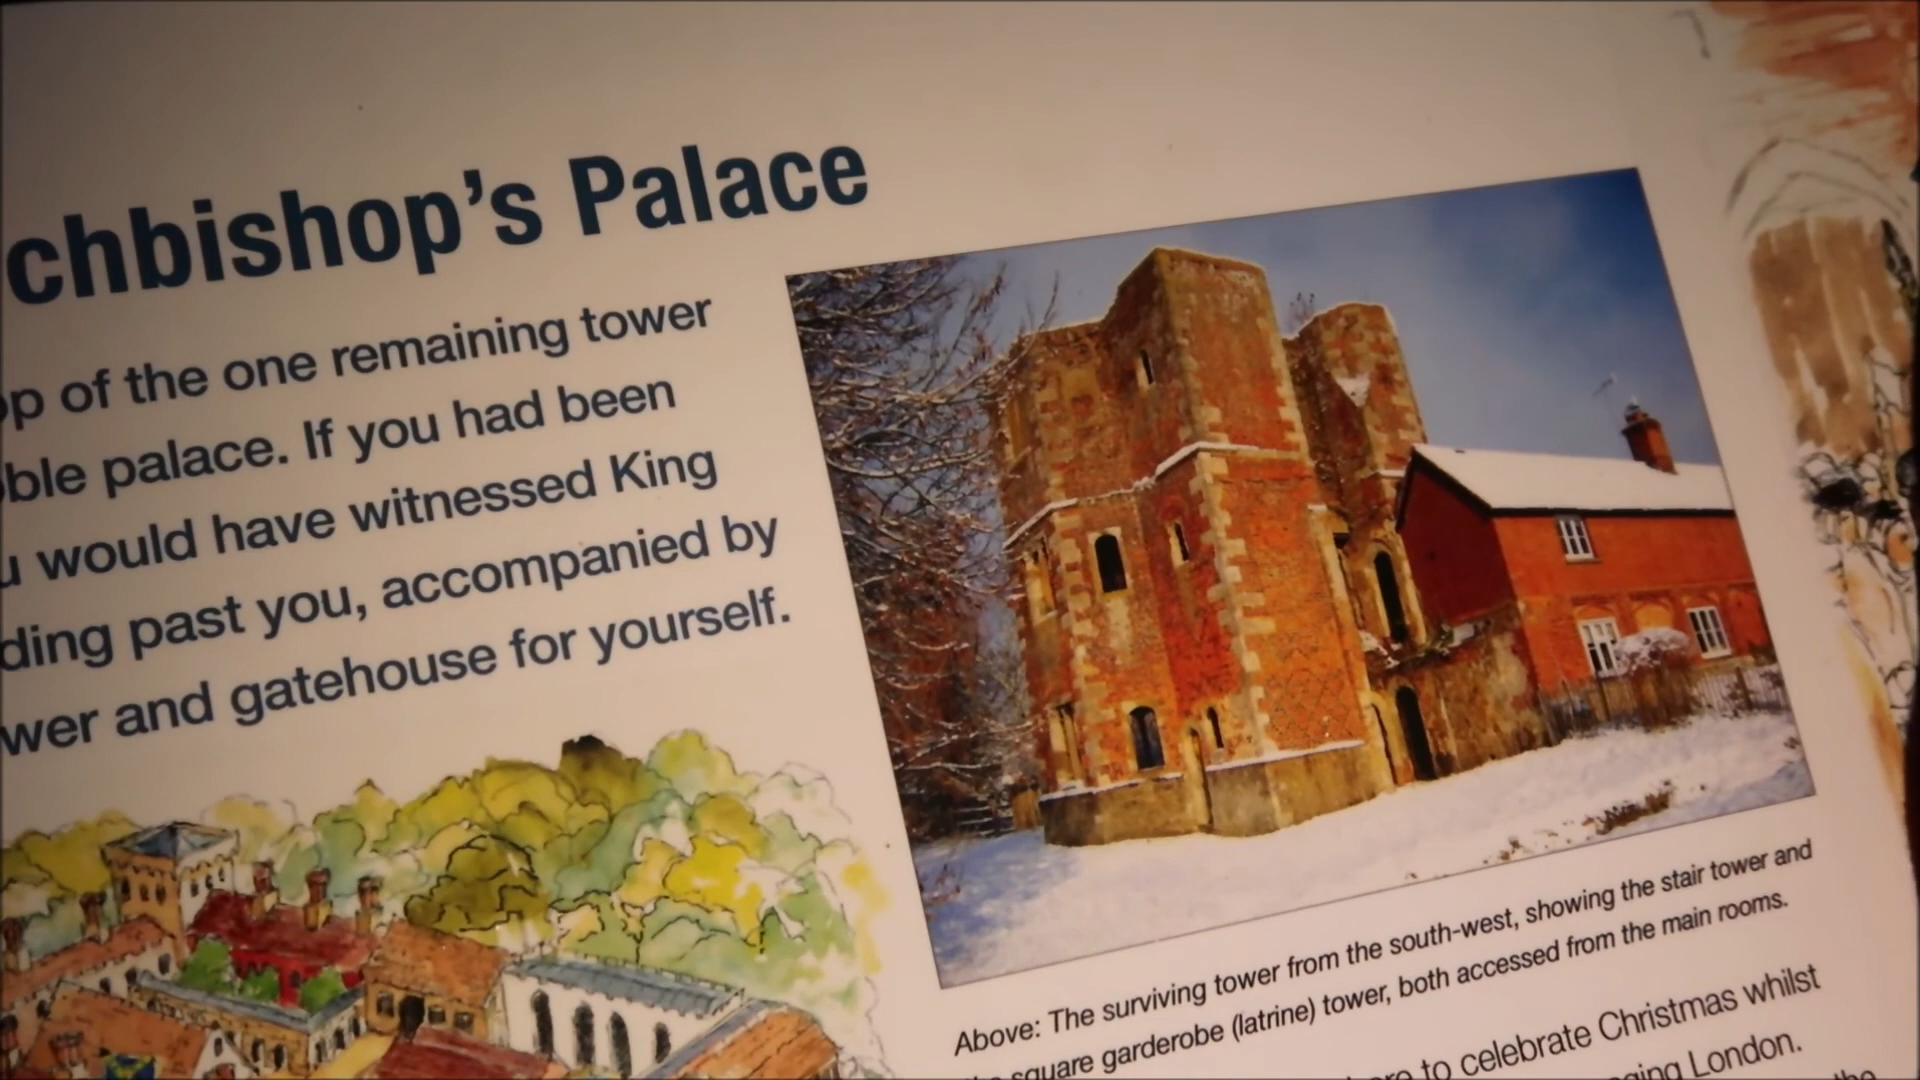 chbishop's Palace
op of the one remaining tower
ble palace. If you had been
would have witnessed King
ding past you, accompanied by
wer and gatehouse for yourself.
Above: The surviving tower from the south-west, showing the stair tower and
square garderobe (latrine) tower, both accessed from the main rooms.
to celebrate Christmas whilst
London.
the